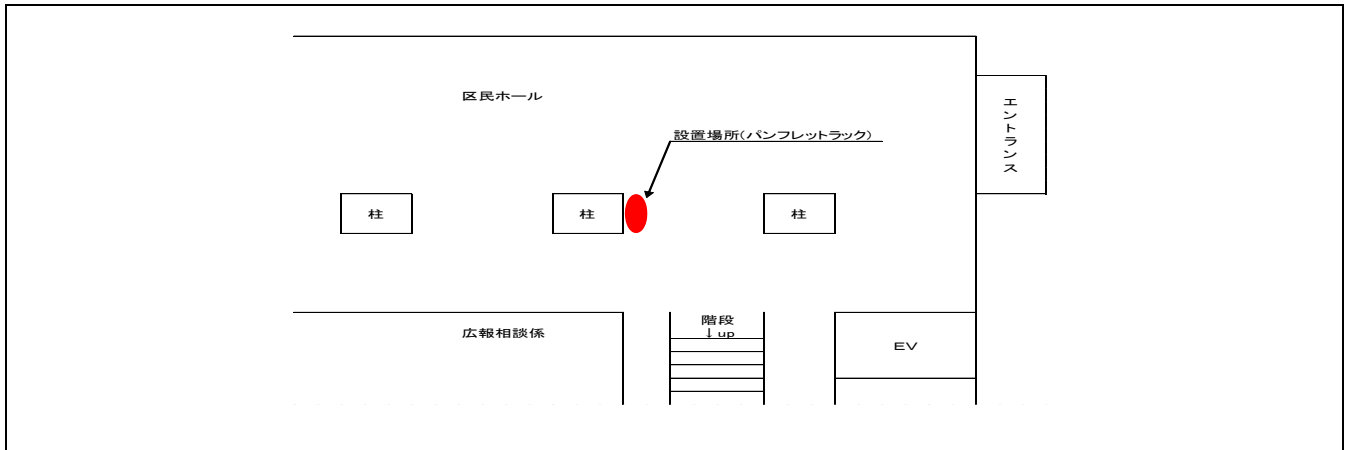 区民ホール
エントランス
設置場所(パンフレットラック)
柱
柱
柱
階段
↓up
広報相談係
EV